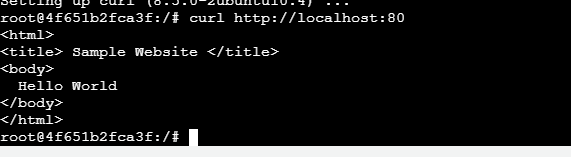 Setting up curl (8.5.0-2ubuntu10.4) ...
root@4f651b2fca3f:/# curl http://localhost:80
<html>
<title> Sample Website </title>
<body>
  Hello World
</body>
</html>
root@4f651b2fca3f:/#